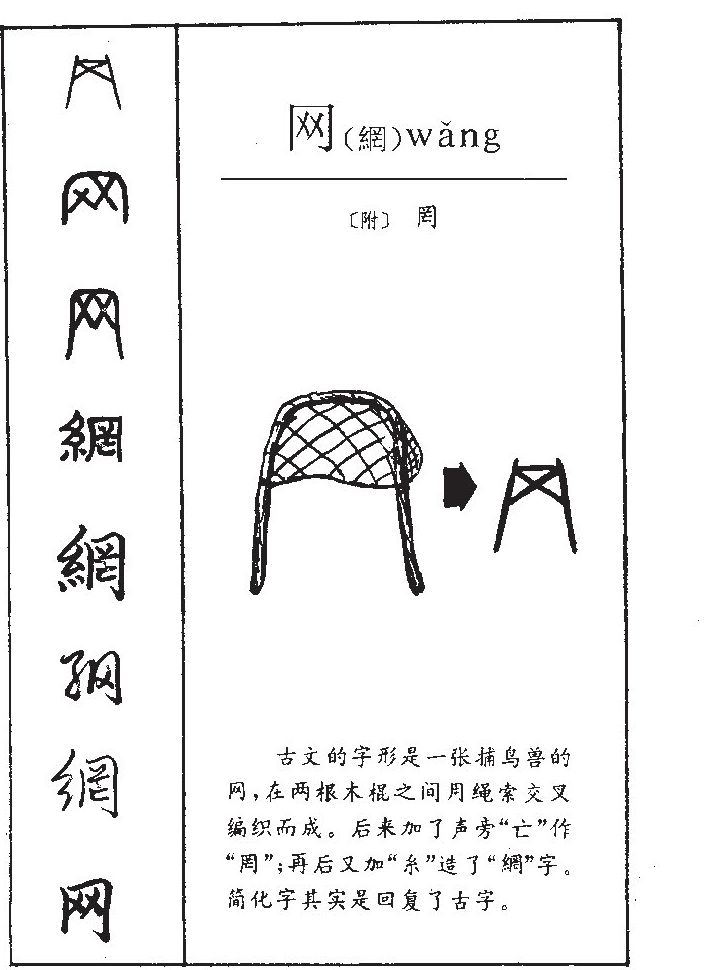 网
网
网
網
網
網
網
网
网(網)wǎng
〔附〕 罔
古文的字形是一张捕鸟兽的
网,在两根木棍之间用绳索交叉
编织而成。后来加了声旁“亡”作
“罔”;再后又加“糸”造了“網”字。
简化字其实是回复了古字。